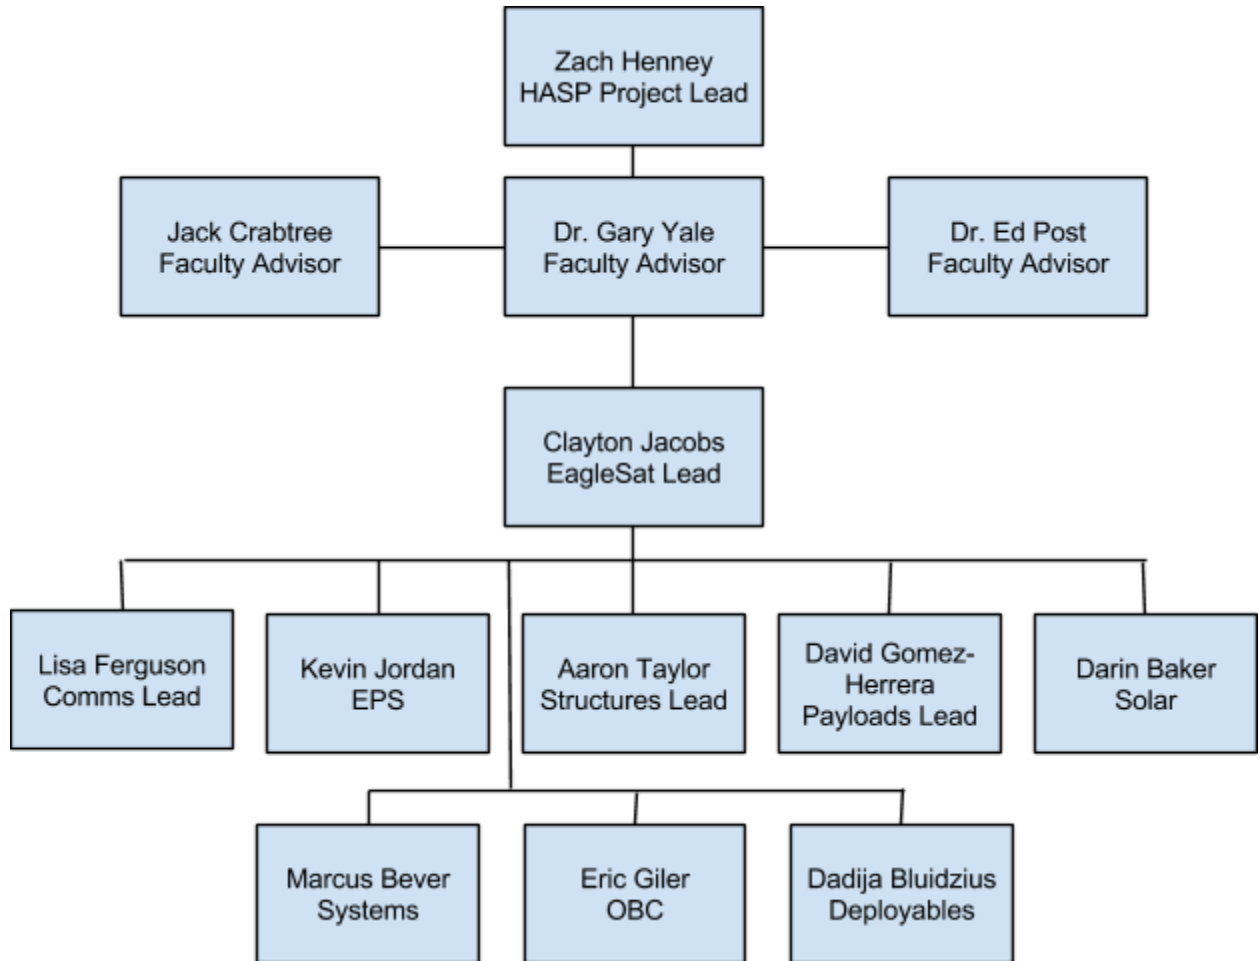 Zach Henney
HASP Project Lead
Jack Crabtree
Faculty Advisor
Dr. Gary Yale
Faculty Advisor
Dr. Ed Post
Faculty Advisor
Clayton Jacobs
EagleSat Lead
Lisa Ferguson
Comms Lead
Kevin Jordan
EPS
Aaron Taylor
Structures Lead
David Gomez-
Herrera
Payloads Lead
Darin Baker
Solar
Marcus Bever
Systems
Eric Giler
OBC
Dadija Bluidzius
Deployables